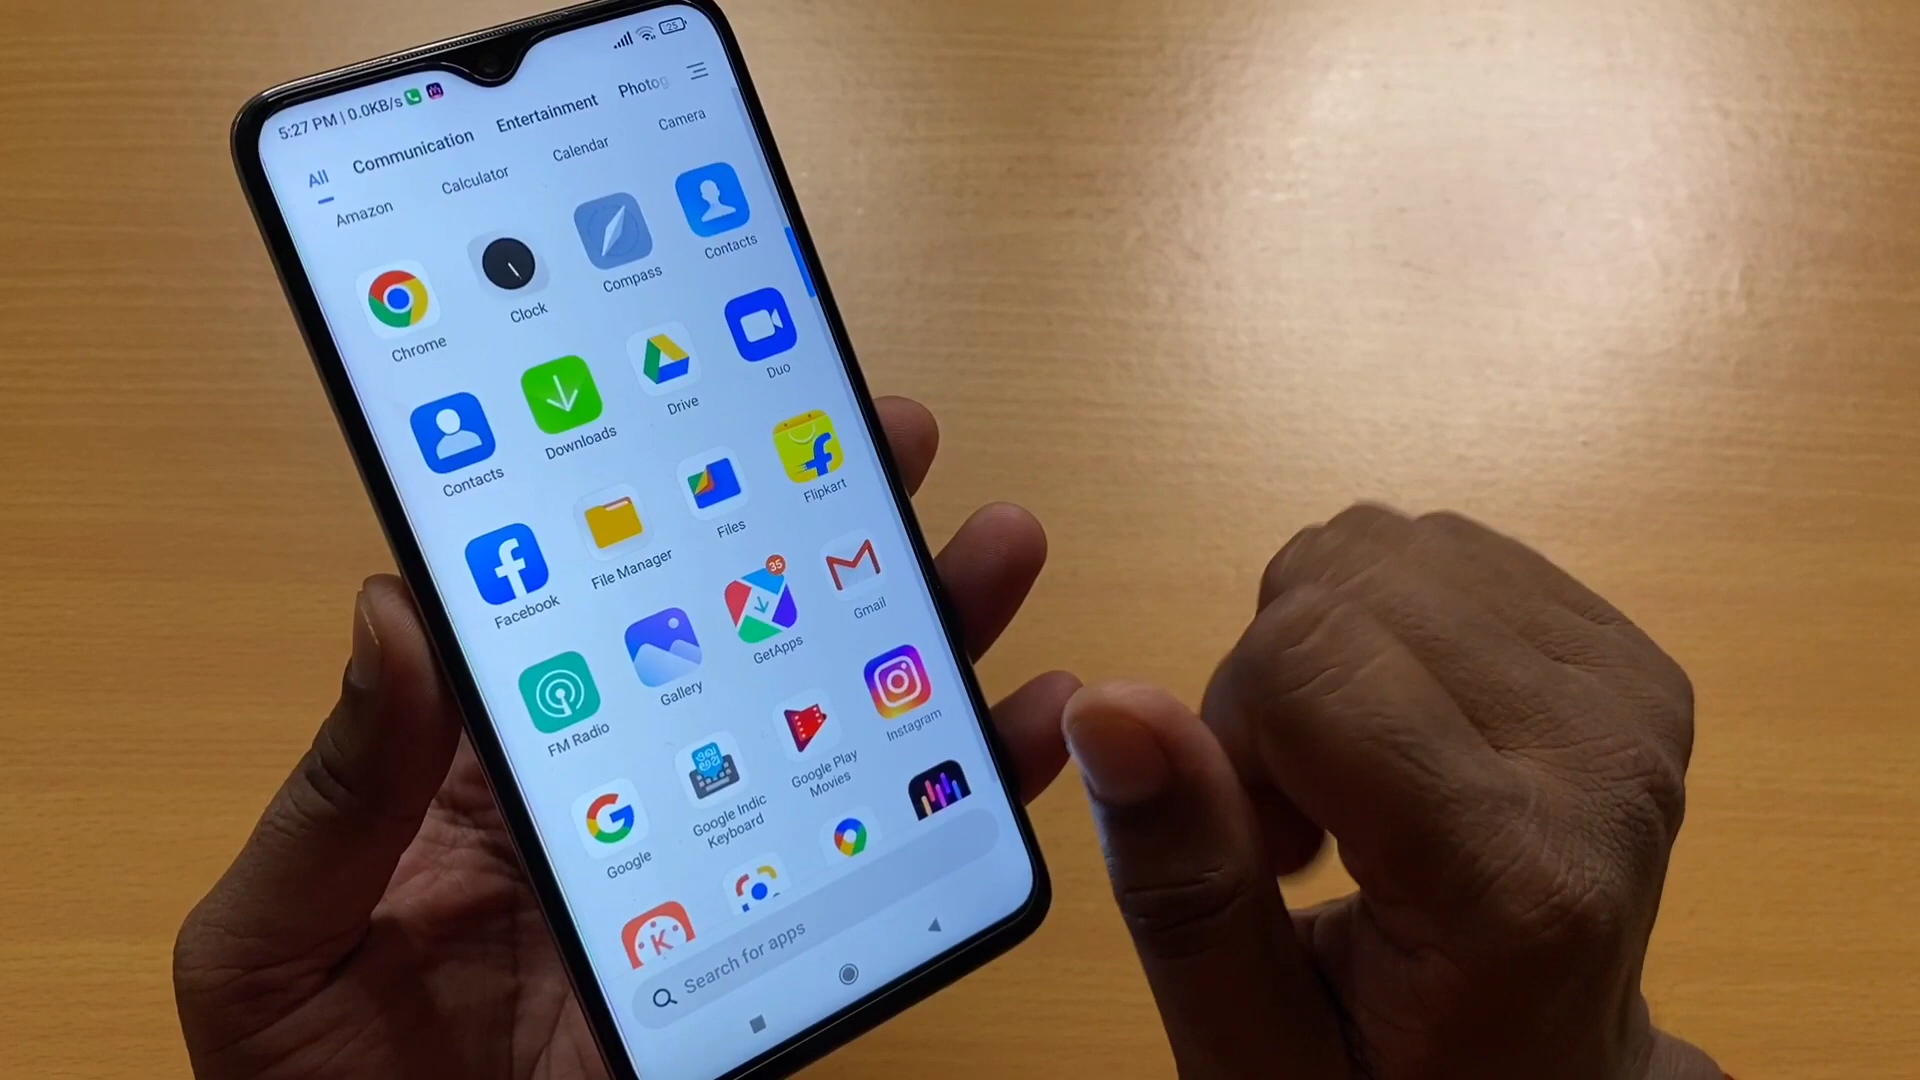 5:27 PM | 0.0KB/s
25
All
Communication
Entertainment
Photog
Amazon
Calculator
Calendar
Camera
Chrome
Clock
Compass
Contacts
Contacts
Downloads
Drive
Duo
Facebook
File Manager
Files
Flipkart
FM Radio
Gallery
35
GetApps
Gmail
Google
Google Indic
Keyboard
Google Play
Movies
Instagram
K
Search for apps